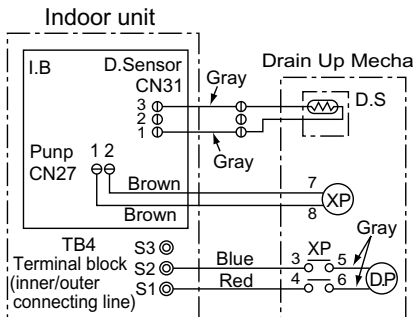 Indoor unit
I.B
D.Sensor
CN31
Gray
Drain Up Mecha
3
2
1
D.S
Gray
Punp
CN27
1 2
Brown
7
XP
Brown
8
TB4
Terminal block
(inner/outer
connecting line)
S3
S2
S1
Blue
Red
XP
3
5
4
6
Gray
D.P